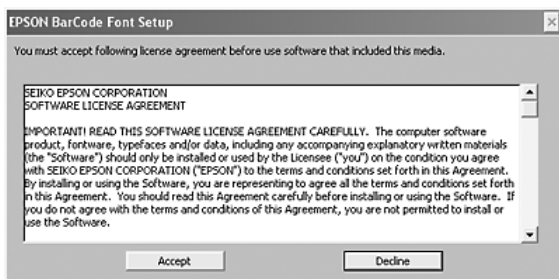 EPSON BarCode Font Setup
You must accept following license agreement before use software that included this media.
SEIKO EPSON CORPORATION
SOFTWARE LICENSE AGREEMENT
IMPORTANT! READ THIS SOFTWARE LICENSE AGREEMENT CAREFULLY. The computer software
product, fontware, typefaces and/or data, including any accompanying explanatory written materials
(the "Software") should only be installed or used by the Licensee ("you") on the condition you agree
with SEIKO EPSON CORPORATION ("EPSON") to the terms and conditions set forth in this Agreement.
By installing or using the Software, you are representing to agree all the terms and conditions set forth
in this Agreement. You should read this Agreement carefully before installing or using the Software. If
you do not agree with the terms and conditions of this Agreement, you are not permitted to install or
use the Software.
Accept Decline